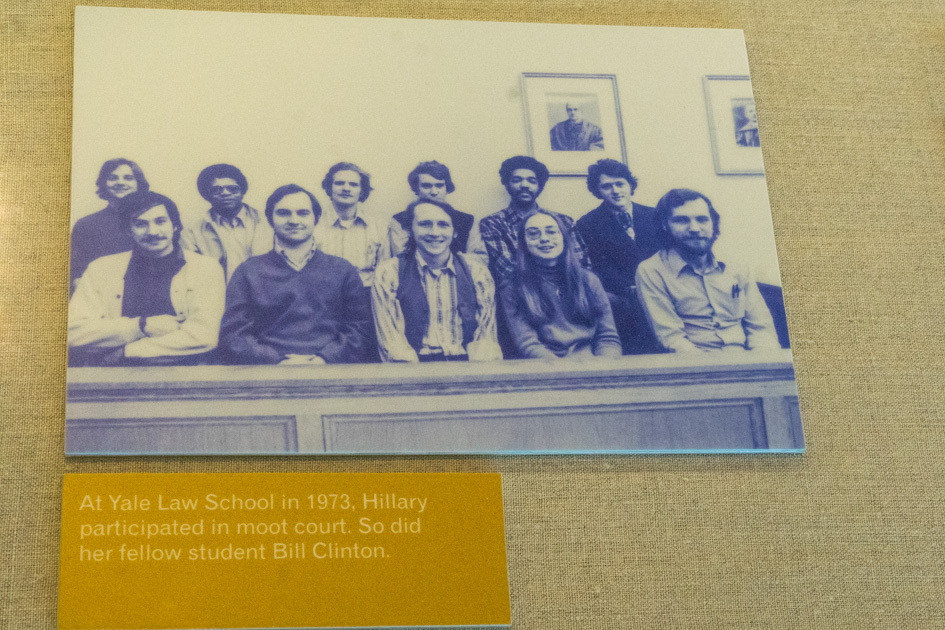 At Yale Law School in 1973, Hillary
participated in moot court. So did
her fellow student Bill Clinton.